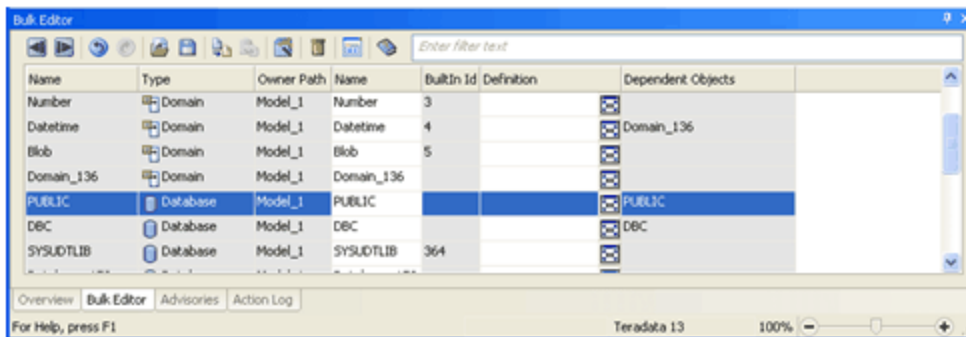 Bulk Editor
Enter filter text
Name Type Owner Path Name BuiltIn Id Definition Dependent Objects
Number Domain Model_1 Number 3
Datetime Domain Model_1 Datetime 4 Domain_136
Blob Domain Model_1 Blob 5
Domain_136 Domain Model_1 Domain_136
PUBLIC Database Model_1 PUBLIC PUBLIC
DBC Database Model_1 DBC DBC
SYSUDTLIB Database Model_1 SYSUDTLIB 364
Overview Bulk Editor Advisories Action Log
For Help, press F1 Teradata 13 100%